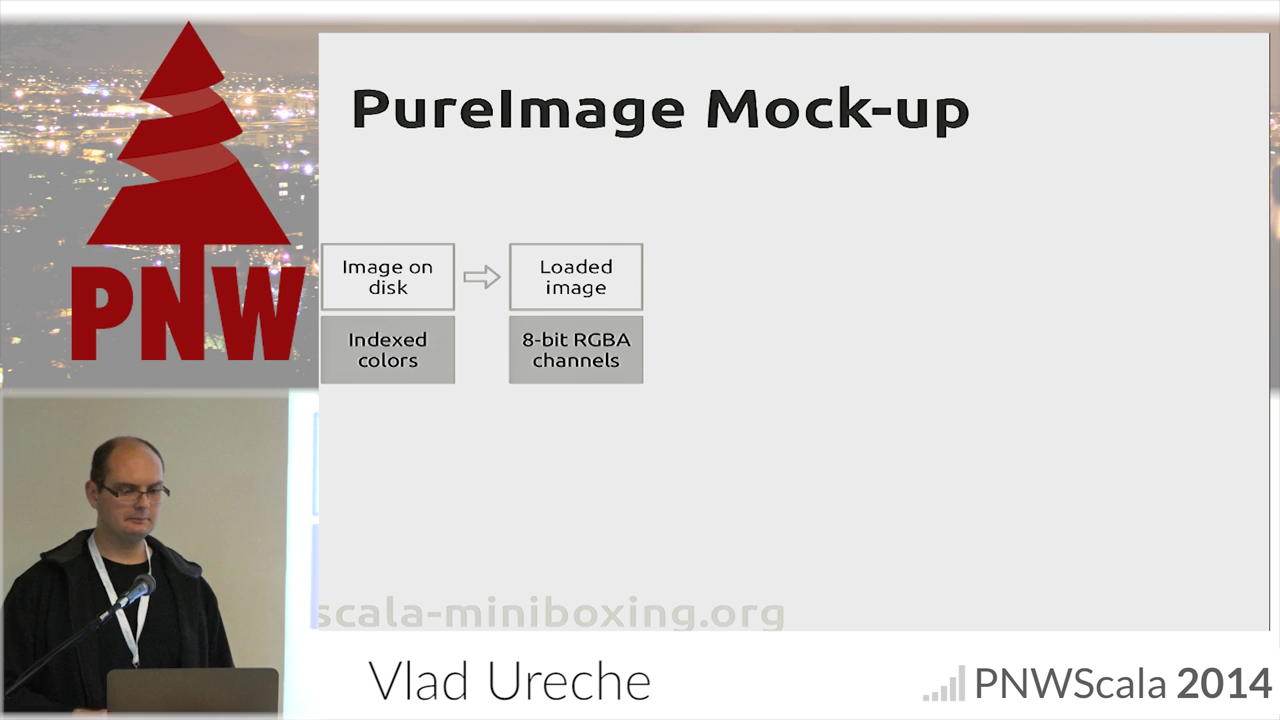 PureImage Mock-up
PNW
Image on
disk
Loaded
image
Indexed
colors
8-bit RGBA
channels
scala-miniboxing.org
Vlad Ureche
PNWScala 2014